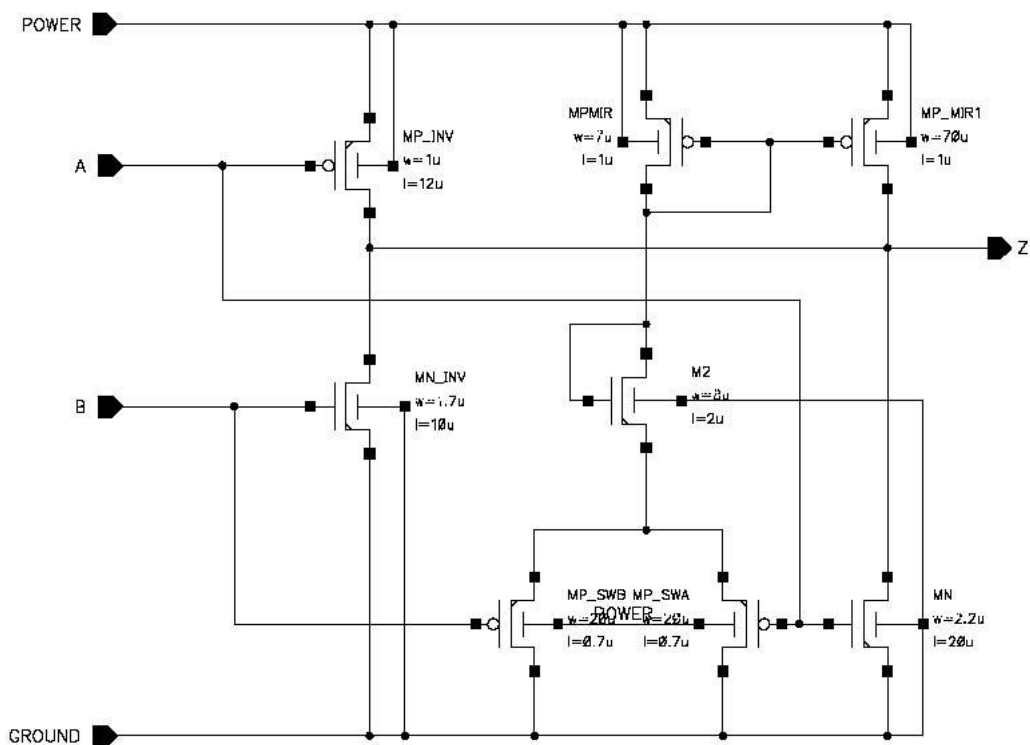 POWER
MP_INV
w=1u
l=12u
MPMIR
w=7u
l=1u
MP_MIR1
w=70u
l=1u
A
Z
MN_INV
w=1.7u
l=10u
M2
w=8u
l=2u
B
MP_SWB
w=20u
l=0.7u
MP_SWA
w=20u
l=0.7u
POWER
MN
w=2.2u
l=20u
GROUND